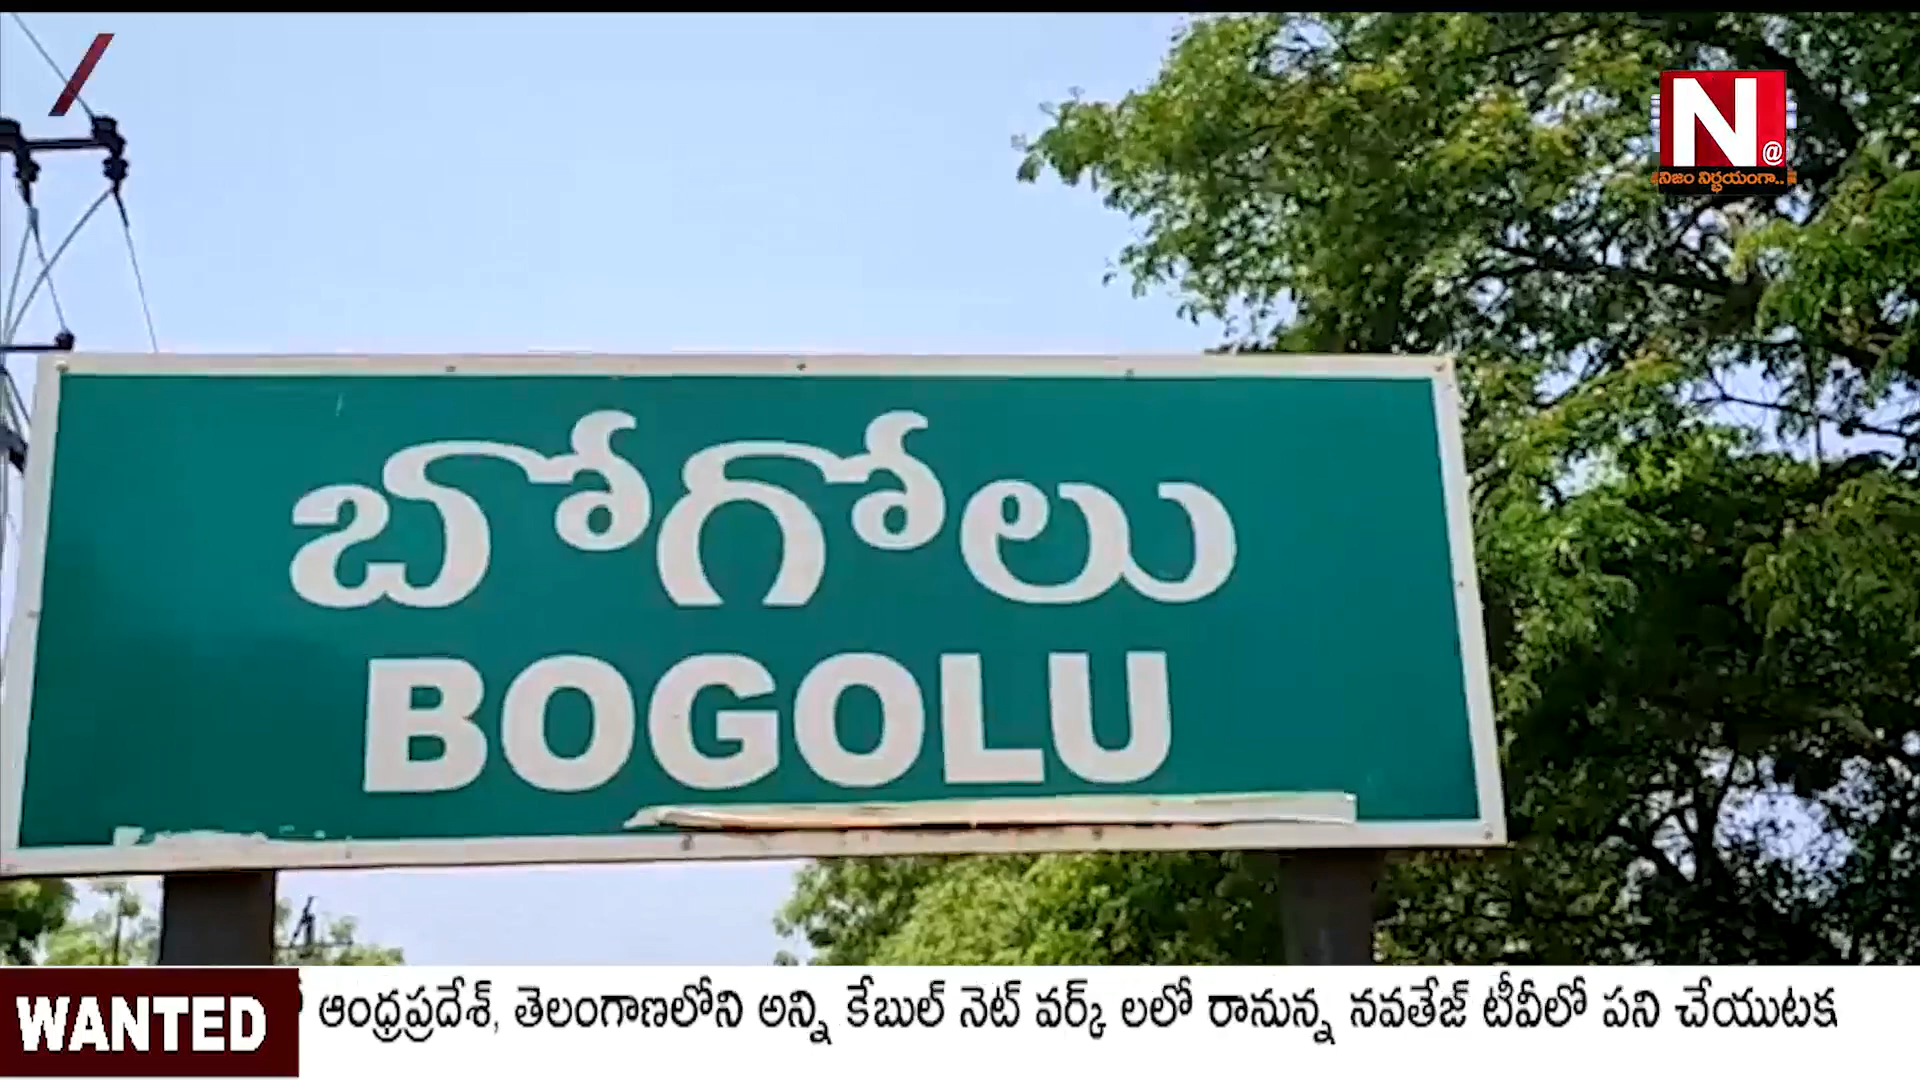 N@
నిజం నిర్భయంగా..
బోగోలు
BOGOLU
WANTED
ఆంధ్రప్రదేశ్, తెలంగాణలోని అన్ని కేబుల్ నెట్ వర్క్ లలో రానున్న నవతేజ్ టీవీలో పని చేయుటక